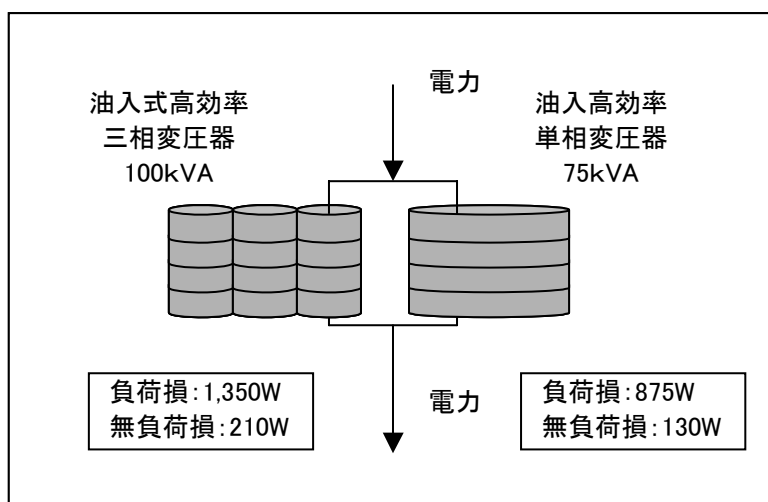 電力
油入式高効率
三相変圧器
100kVA
油入高効率
単相変圧器
75kVA
負荷損:1,350W
無負荷損:210W
電力
負荷損:875W
無負荷損:130W